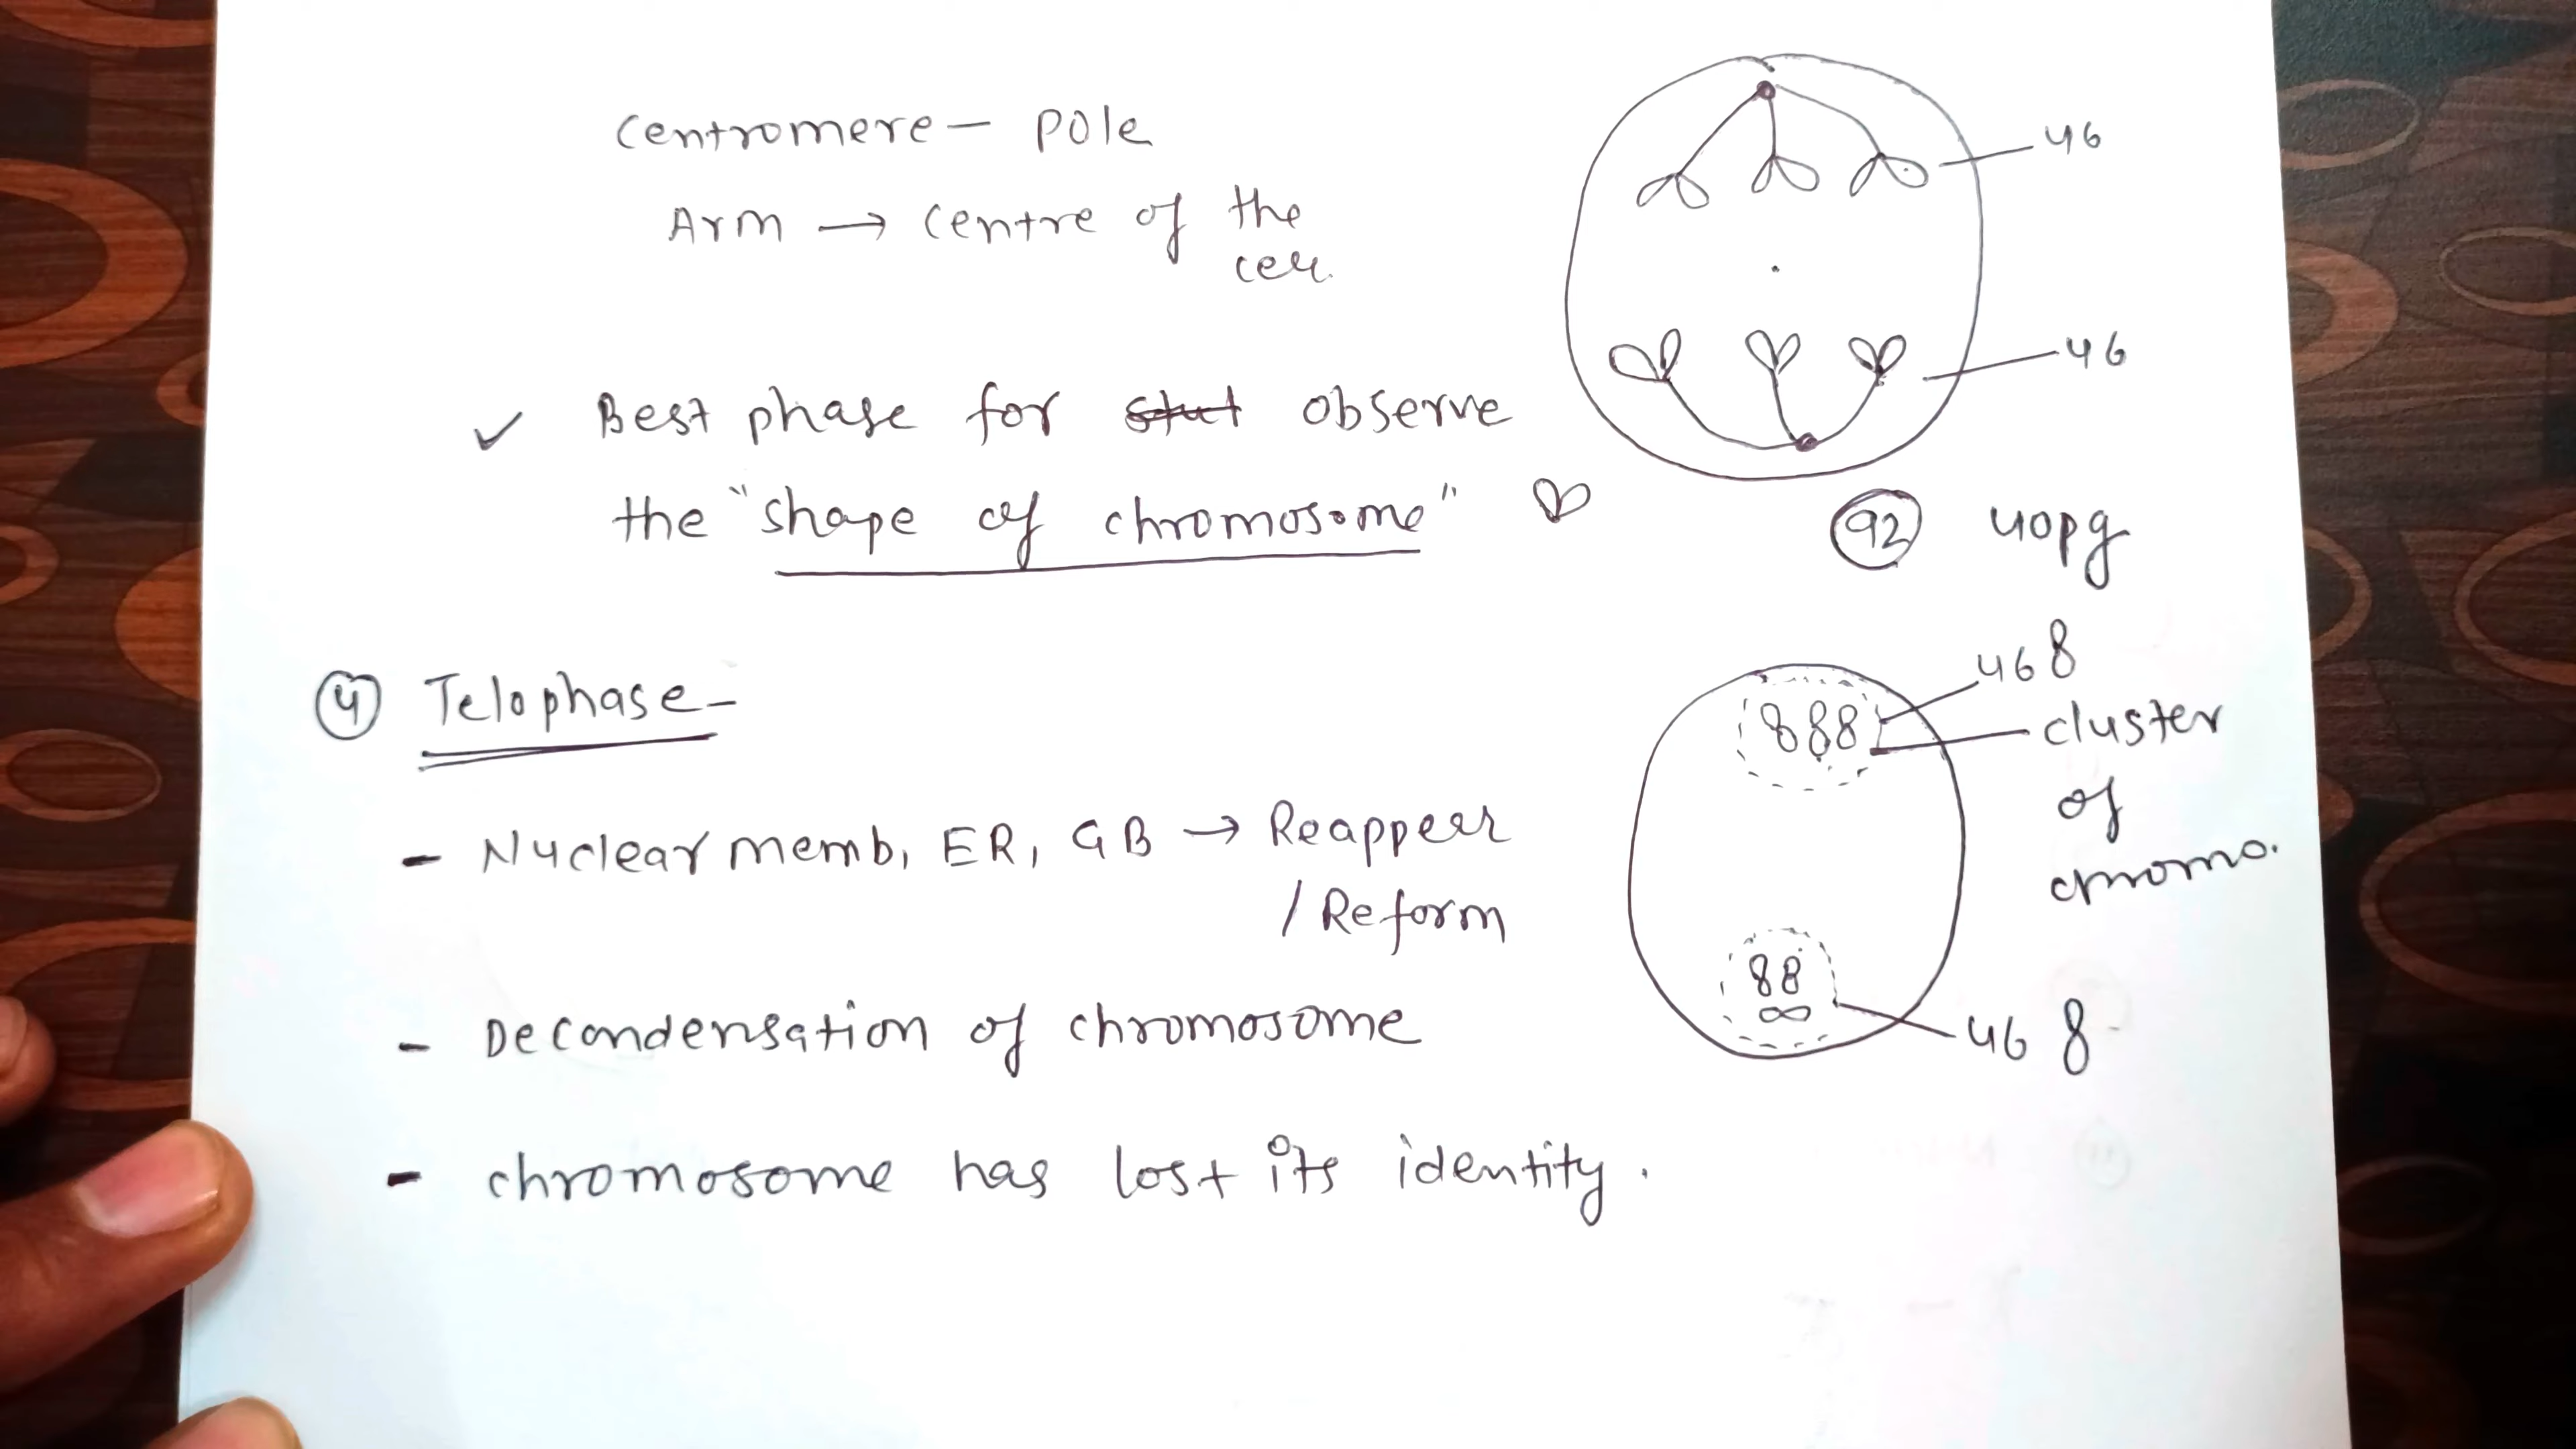 Centromere — Pole
Arm → Centre of the
cell.
46
46
✓ Best phase for observe
the "shape of chromosome"
92 40pg
④ Telophase –
46 8
888
cluster
of
chromo.
– Nuclear memb, ER, GB → Reappear
/ Reform
88
46 8
– Decondensation of chromosome
– chromosome has lost its identity.